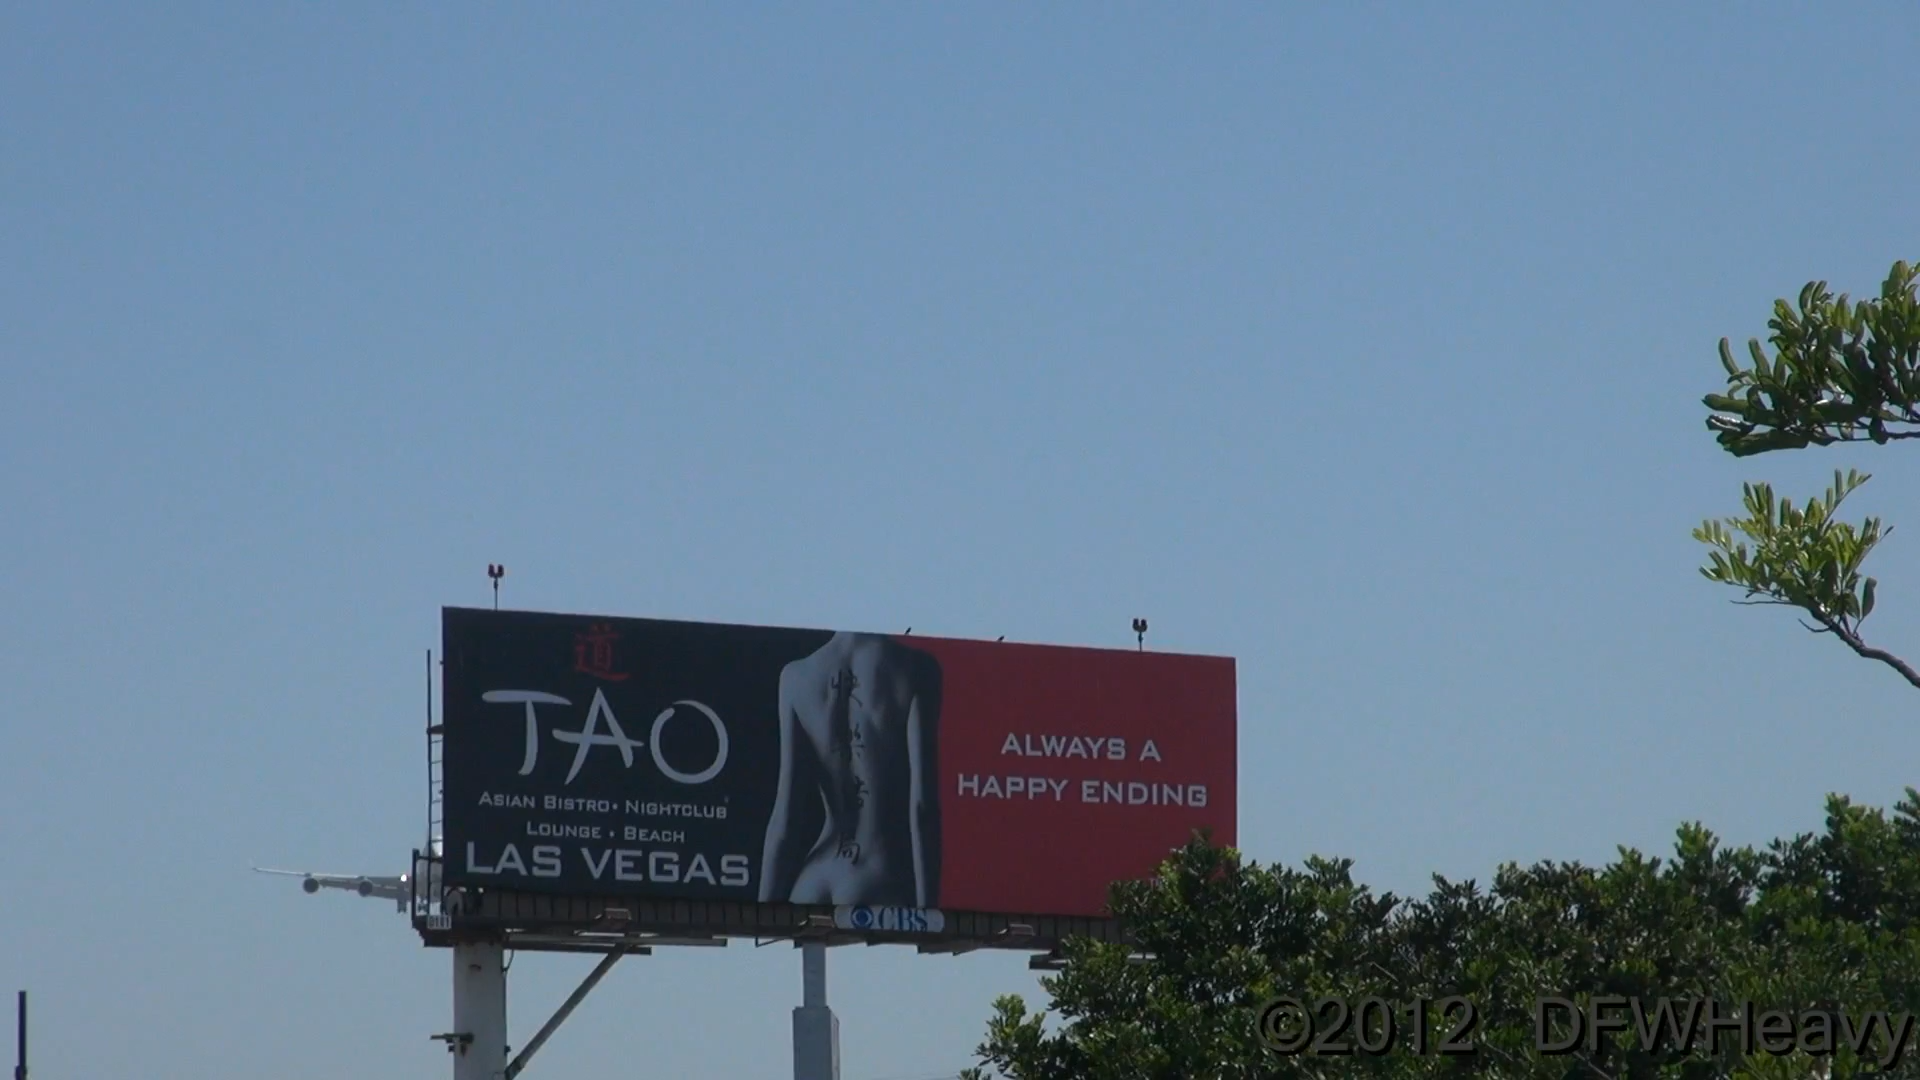 道
TAO
ASIAN BISTRO • NIGHTCLUB
LOUNGE • BEACH
LAS VEGAS
ALWAYS A
HAPPY ENDING
CBS
©2012 DFWHeavy